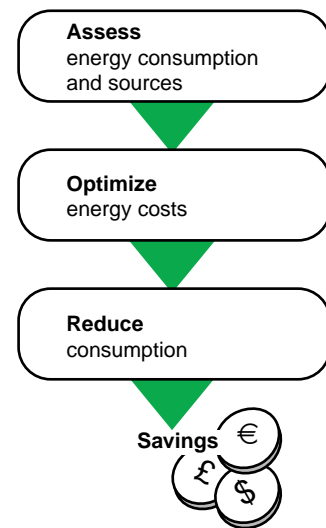 Assess
energy consumption
and sources
Optimize
energy costs
Reduce
consumption
Savings
€
£
$